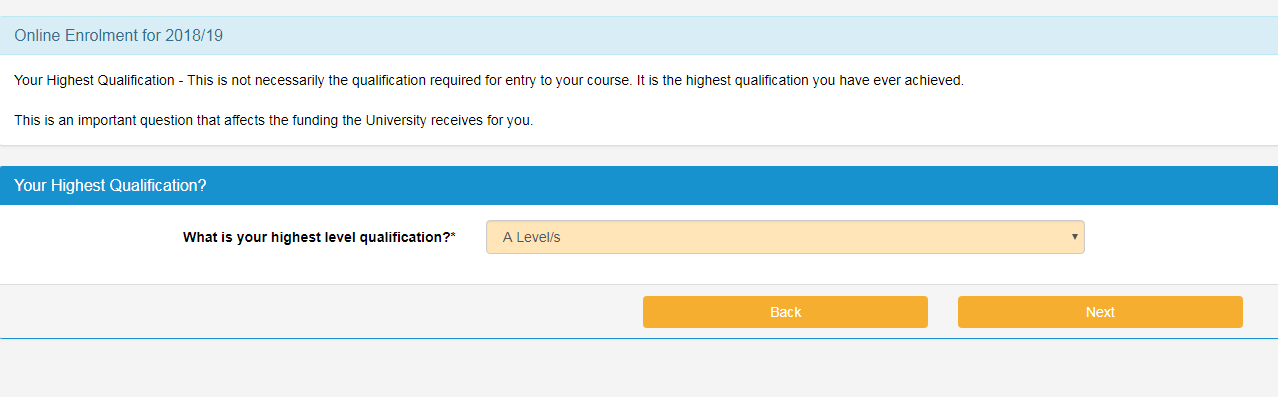 Online Enrolment for 2018/19
Your Highest Qualification - This is not necessarily the qualification required for entry to your course. It is the highest qualification you have ever achieved.
This is an important question that affects the funding the University receives for you.
Your Highest Qualification?
What is your highest level qualification?*
A Level/s
Back
Next